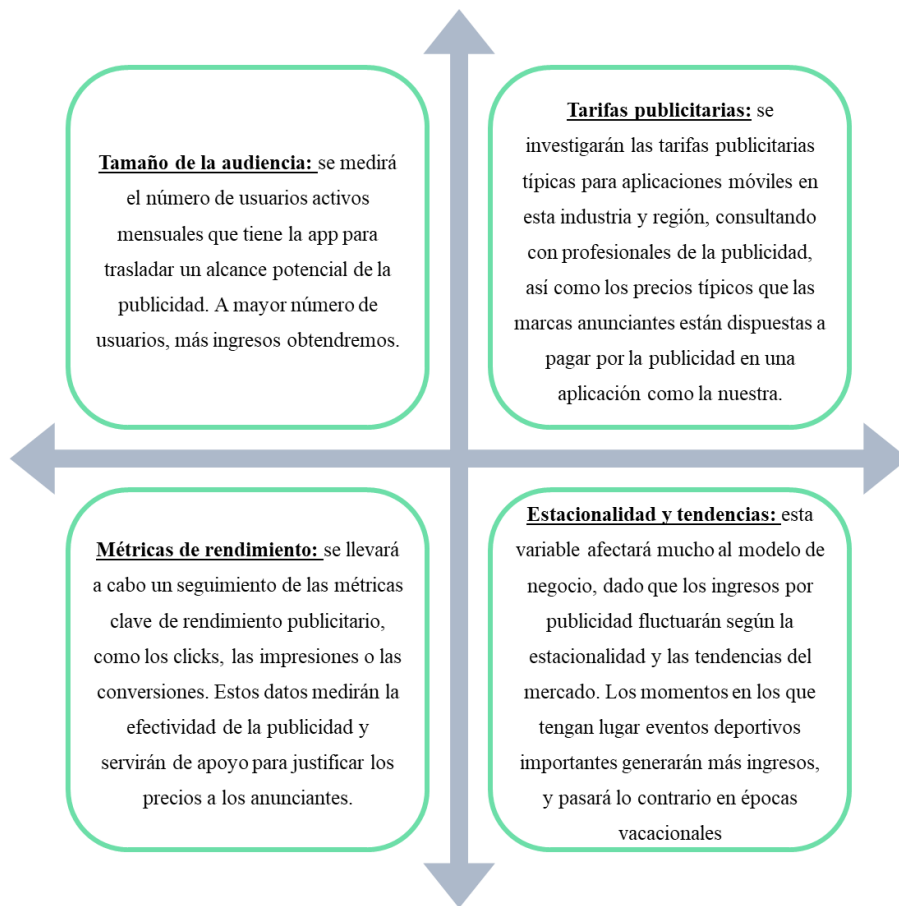 Tamaño de la audiencia: se medirá
el número de usuarios activos
mensuales que tiene la app para
trasladar un alcance potencial de la
publicidad. A mayor número de
usuarios, más ingresos obtendremos.
Tarifas publicitarias: se
investigarán las tarifas publicitarias
típicas para aplicaciones móviles en
esta industria y región, consultando
con profesionales de la publicidad,
así como los precios típicos que las
marcas anunciantes están dispuestas a
pagar por la publicidad en una
aplicación como la nuestra.
Métricas de rendimiento: se llevará
a cabo un seguimiento de las métricas
clave de rendimiento publicitario,
como los clicks, las impresiones o las
conversiones. Estos datos medirán la
efectividad de la publicidad y
servirán de apoyo para justificar los
precios a los anunciantes.
Estacionalidad y tendencias: esta
variable afectará mucho al modelo de
negocio, dado que los ingresos por
publicidad fluctuarán según la
estacionalidad y las tendencias del
mercado. Los momentos en los que
tengan lugar eventos deportivos
importantes generarán más ingresos,
y pasará lo contrario en épocas
vacacionales